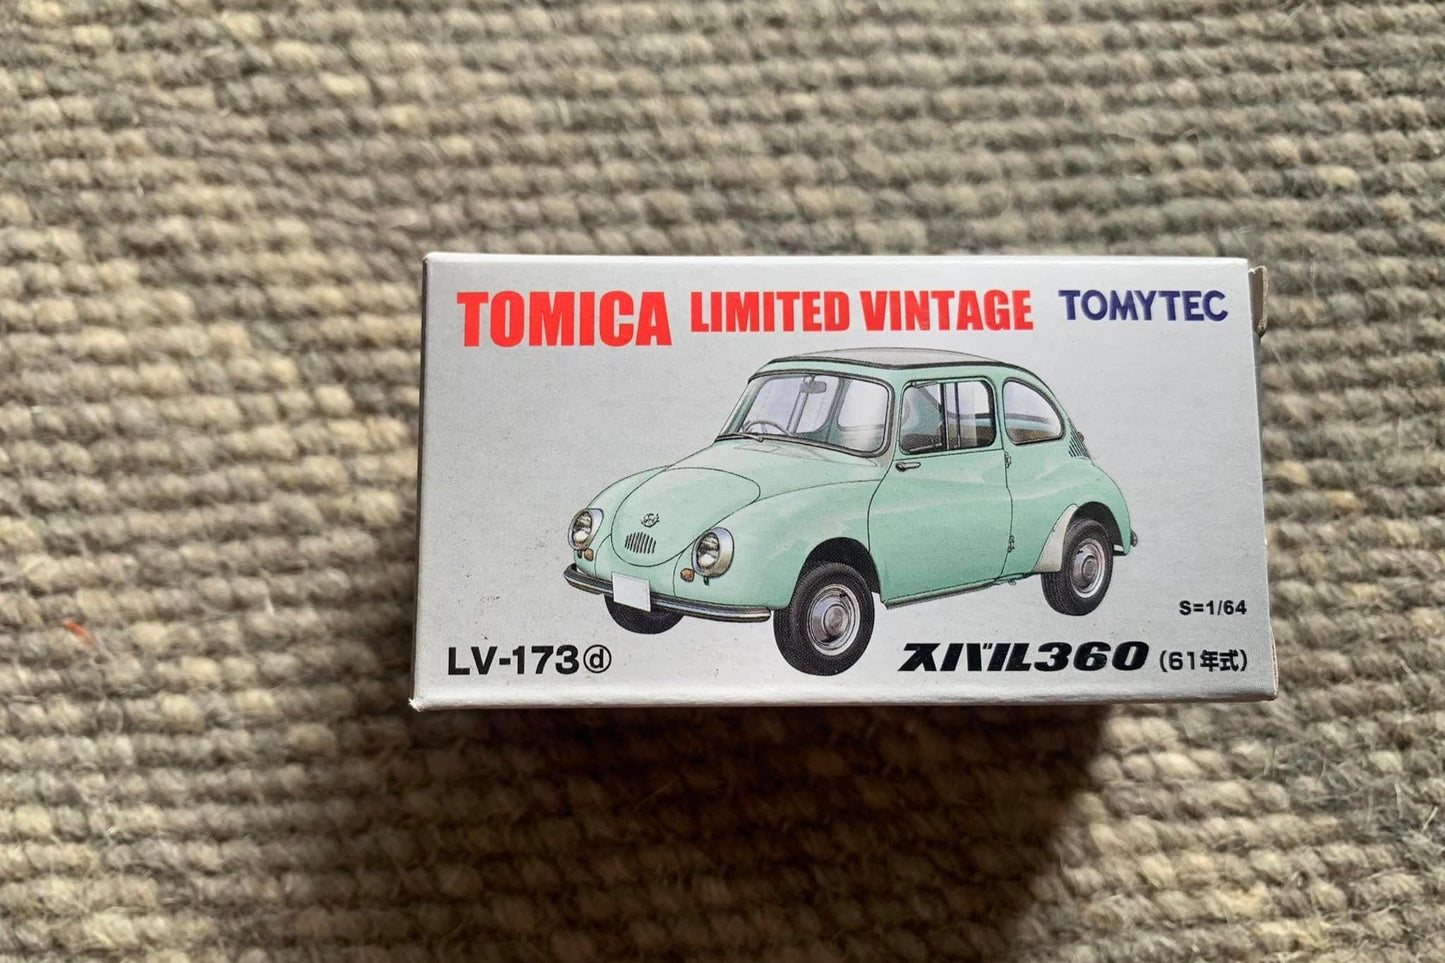 TOMICA LIMITED VINTAGE TOMYTEC
S=1/64
LV-173ⓓ スバル360 (61年式)